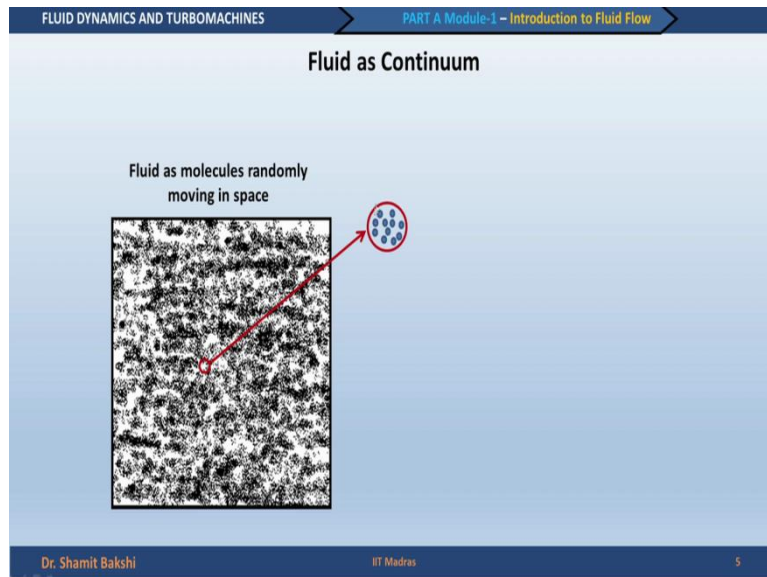 FLUID DYNAMICS AND TURBOMACHINES
PART A Module-1 – Introduction to Fluid Flow
Fluid as Continuum
Fluid as molecules randomly
moving in space
Dr. Shamit Bakshi
IIT Madras
5